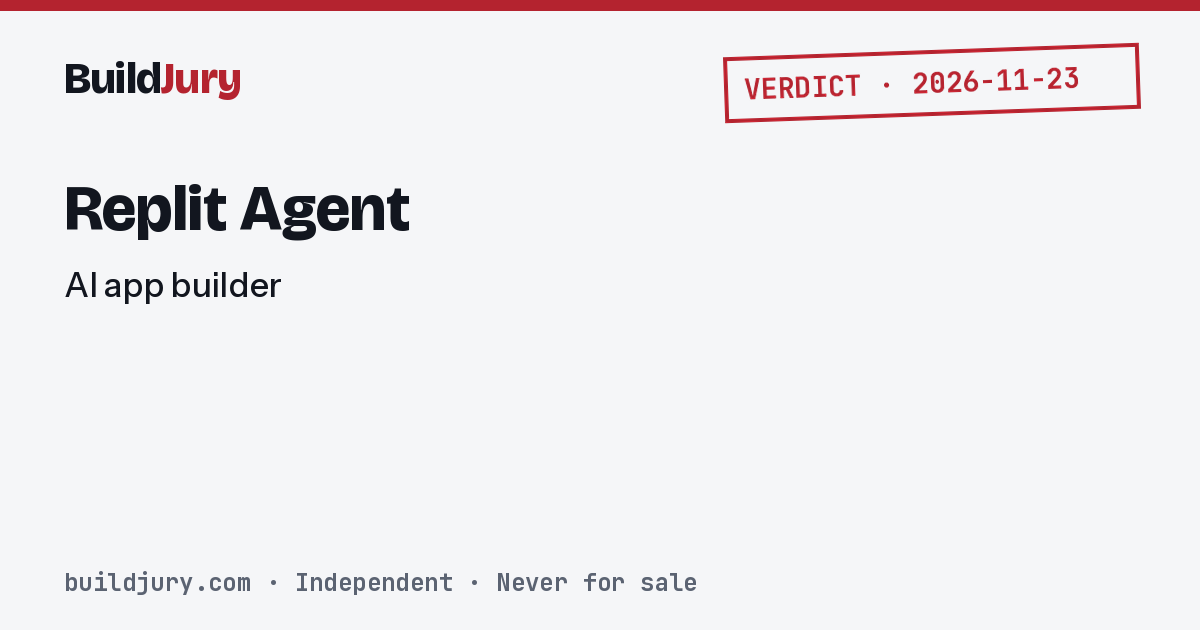 BuildJury
VERDICT · 2026-11-23
Replit Agent
AI app builder
buildjury.com · Independent · Never for sale